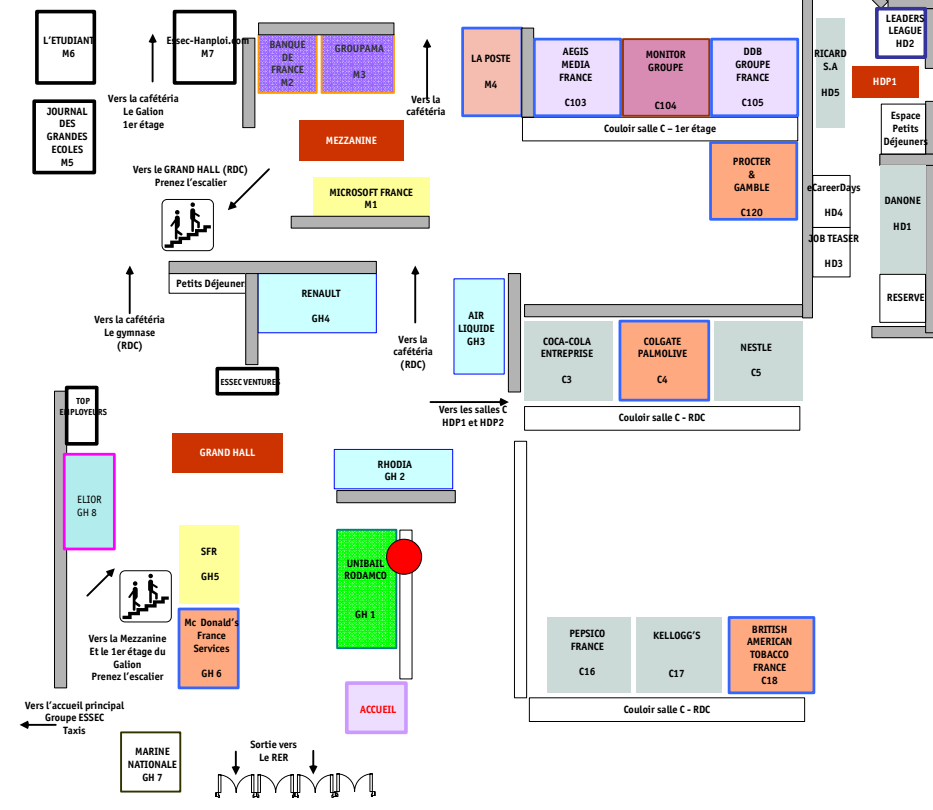 L'ETUDIANT
M6
Essec-Hanploi.com
M7
BANQUE
DE
FRANCE
M2
GROUPAMA
M3
LA POSTE
M4
AEGIS
MEDIA
FRANCE
C103
MONITOR
GROUPE
C104
DDB
GROUPE
FRANCE
C105
RICARD
S.A
HD5
LEADERS
LEAGUE
HD2
HDP1
Vers la cafétéria
Le Galion
1er étage
Vers la
cafétéria
JOURNAL
DES
GRANDES
ECOLES
M5
MEZZANINE
Couloir salle C – 1er étage
Espace
Petits
Déjeuners
Vers le GRAND HALL (RDC)
Prenez l'escalier
MICROSOFT FRANCE
M1
PROCTER
&
GAMBLE
C120
eCareerDays
HD4
JOB TEASER
HD3
DANONE
HD1
RESERVE
Petits Déjeuner
RENAULT
GH4
AIR
LIQUIDE
GH3
Vers la cafétéria
Le gymnase
(RDC)
Vers la
cafétéria
(RDC)
COCA-COLA
ENTREPRISE
C3
COLGATE
PALMOLIVE
C4
NESTLE
C5
ESSEC VENTURES
TOP
EMPLOYEURS
Vers les salles C
HDP1 et HDP2
Couloir salle C - RDC
GRAND HALL
RHODIA
GH 2
ELIOR
GH 8
SFR
GH5
UNIBAIL
RODAMCO
GH 1
Mc Donald's
France
Services
GH 6
Vers la Mezzanine
Et le 1er étage du
Galion
Prenez l'escalier
PEPSICO
FRANCE
C16
KELLOGG'S
C17
BRITISH
AMERICAN
TOBACCO
FRANCE
C18
ACCUEIL
Couloir salle C - RDC
Vers l'accueil principal
Groupe ESSEC
Taxis
MARINE
NATIONALE
GH 7
Sortie vers
Le RER